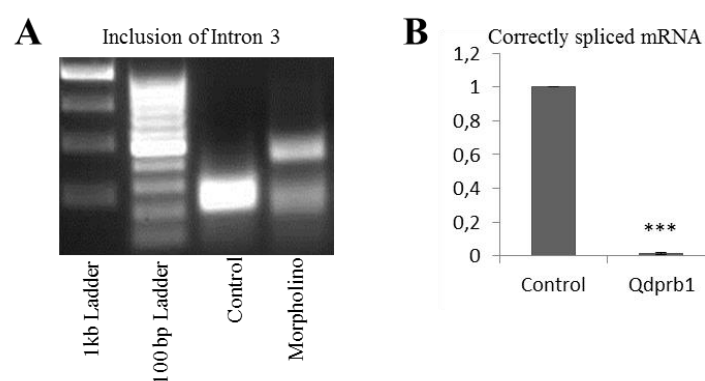 A
Inclusion of Intron 3
1kb Ladder
100 bp Ladder
Control
Morpholino
B
Correctly spliced mRNA
1,2
1
0,8
0,6
0,4
0,2
0
***
Control
Qdprb1